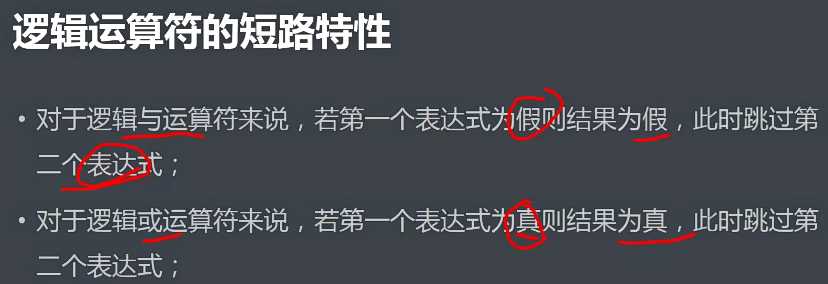 逻辑运算符的短路特性
• 对于逻辑与运算符来说，若第一个表达式为假则结果为假，此时跳过第
二个表达式；
• 对于逻辑或运算符来说，若第一个表达式为真则结果为真，此时跳过第
二个表达式；